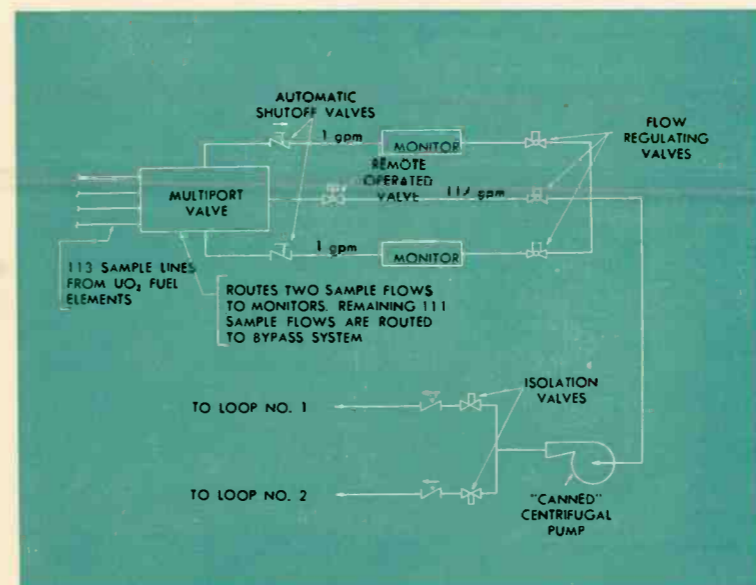 AUTOMATIC
SHUTOFF VALVES
1 gpm
MONITOR
FLOW
REGULATING
VALVES
REMOTE
OPERATED
VALVE
MULTIPORT
VALVE
gpm
1 gpm
MONITOR
113 SAMPLE LINES
FROM UO₂ FUEL
ELEMENTS
ROUTES TWO SAMPLE FLOWS
TO MONITORS. REMAINING 111
SAMPLE FLOWS ARE ROUTED
TO BYPASS SYSTEM
ISOLATION
VALVES
TO LOOP NO. 1
TO LOOP NO. 2
"CANNED"
CENTRIFUGAL
PUMP